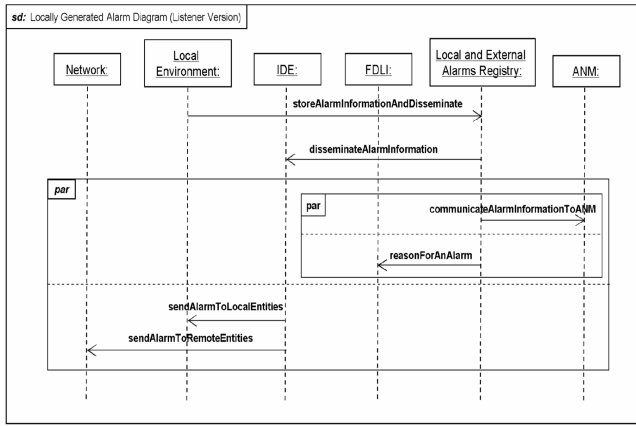 sd: Locally Generated Alarm Diagram (Listener Version)
Network:
Local
Environment:
IDE:
FDLI:
Local and External
Alarms Registry:
ANM:
storeAlarmInformationAndDisseminate
disseminateAlarmInformation
par
par
communicateAlarmInformationToANM
reasonForAnAlarm
sendAlarmToLocalEntities
sendAlarmToRemoteEntities